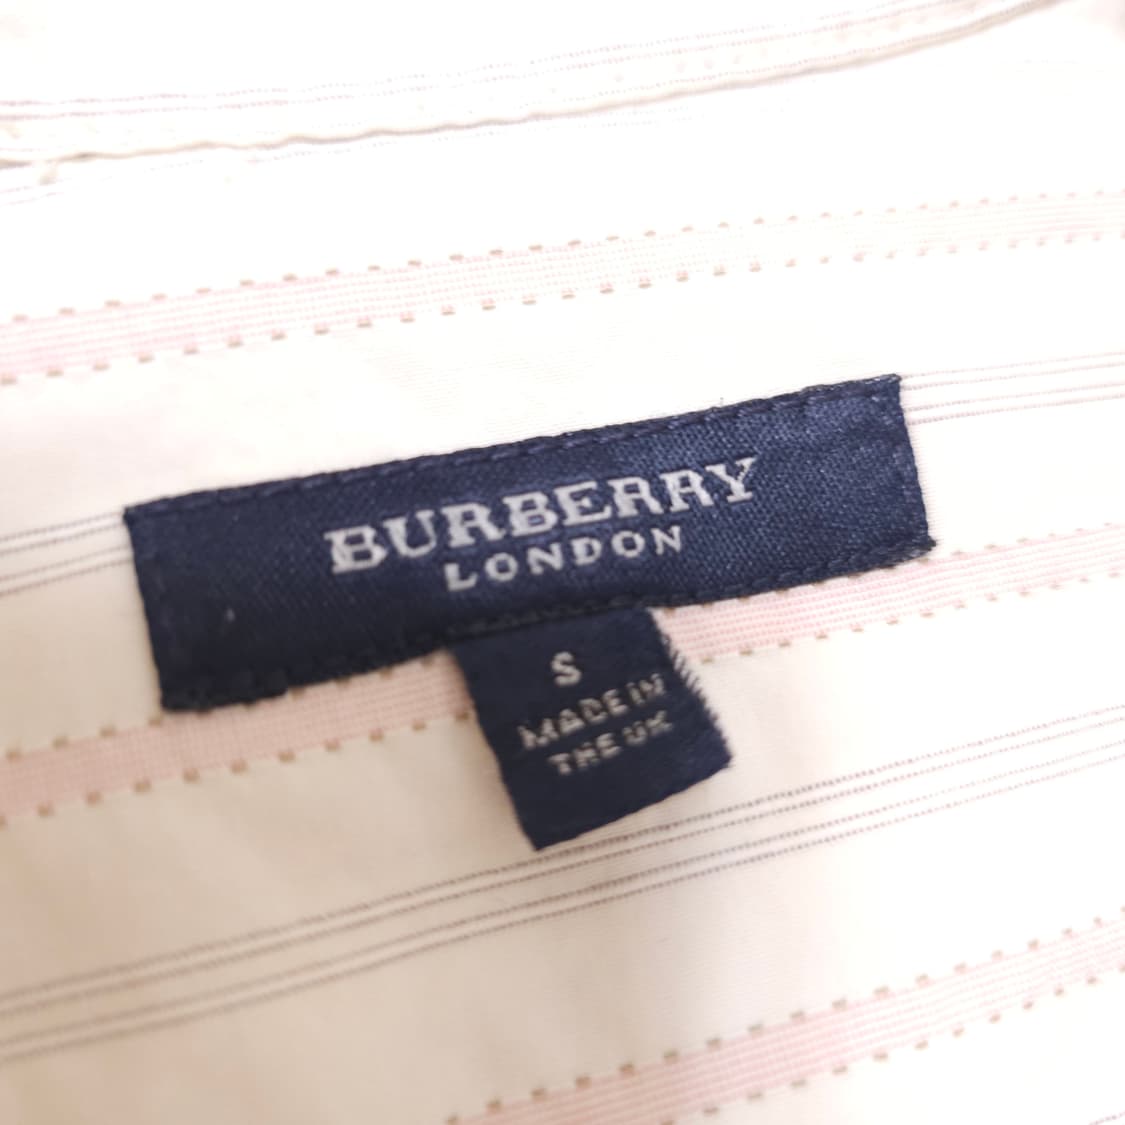 BURBERRY
LONDON
S
MADE IN
THE UK